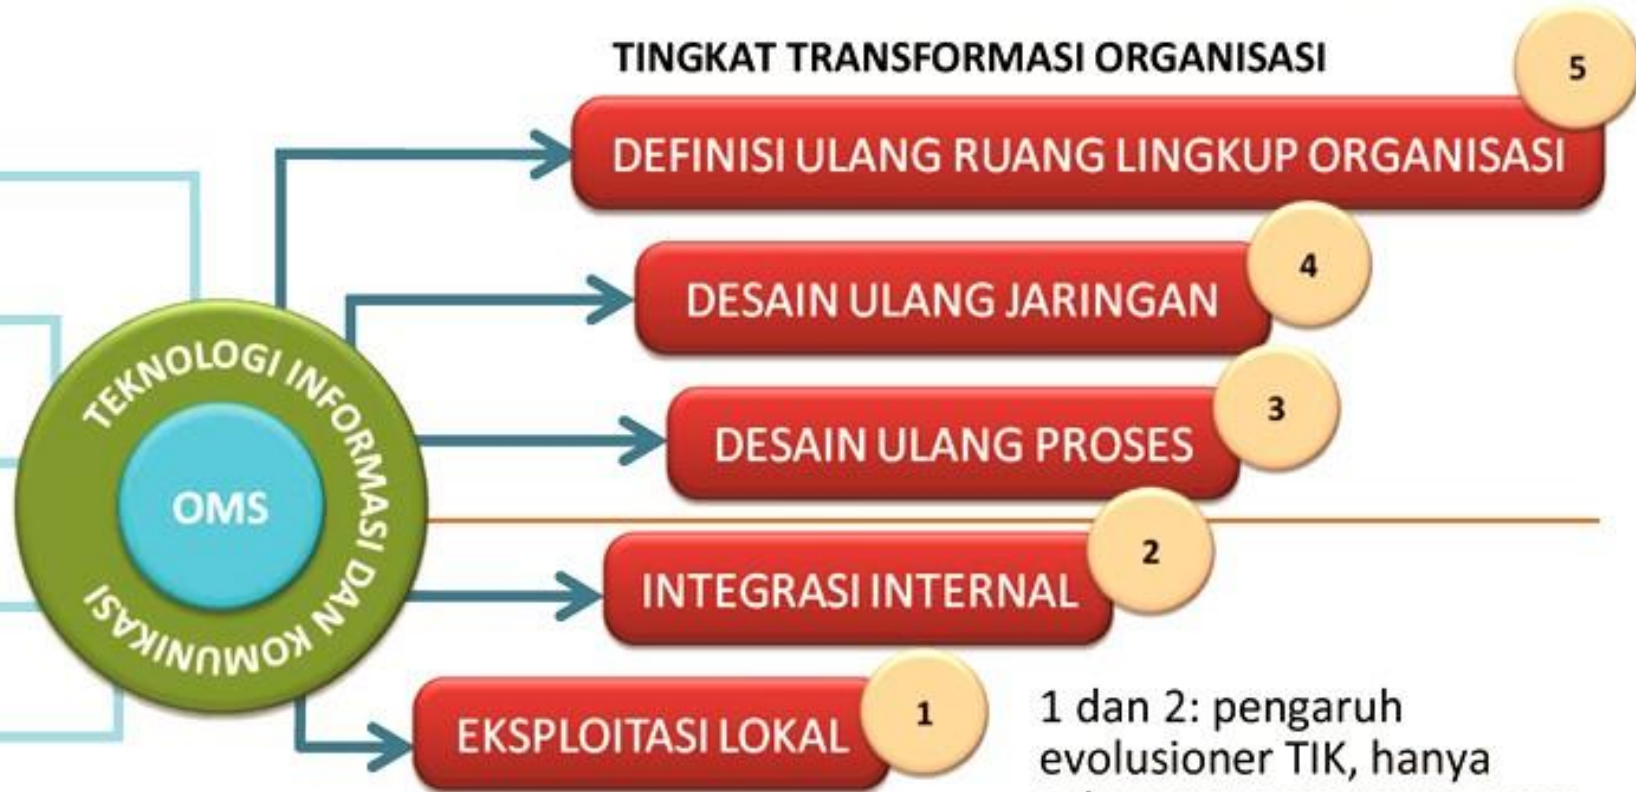 TINGKAT TRANSFORMASI ORGANISASI
5
DEFINISI ULANG RUANG LINGKUP ORGANISASI
4
DESAIN ULANG JARINGAN
3
DESAIN ULANG PROSES
TEKNOLOGI INFORMASI DAN KOMUNIKASI
OMS
2
INTEGRASI INTERNAL
1
EKSPLOITASI LOKAL
1 dan 2: pengaruh
evolusioner TIK, hanya